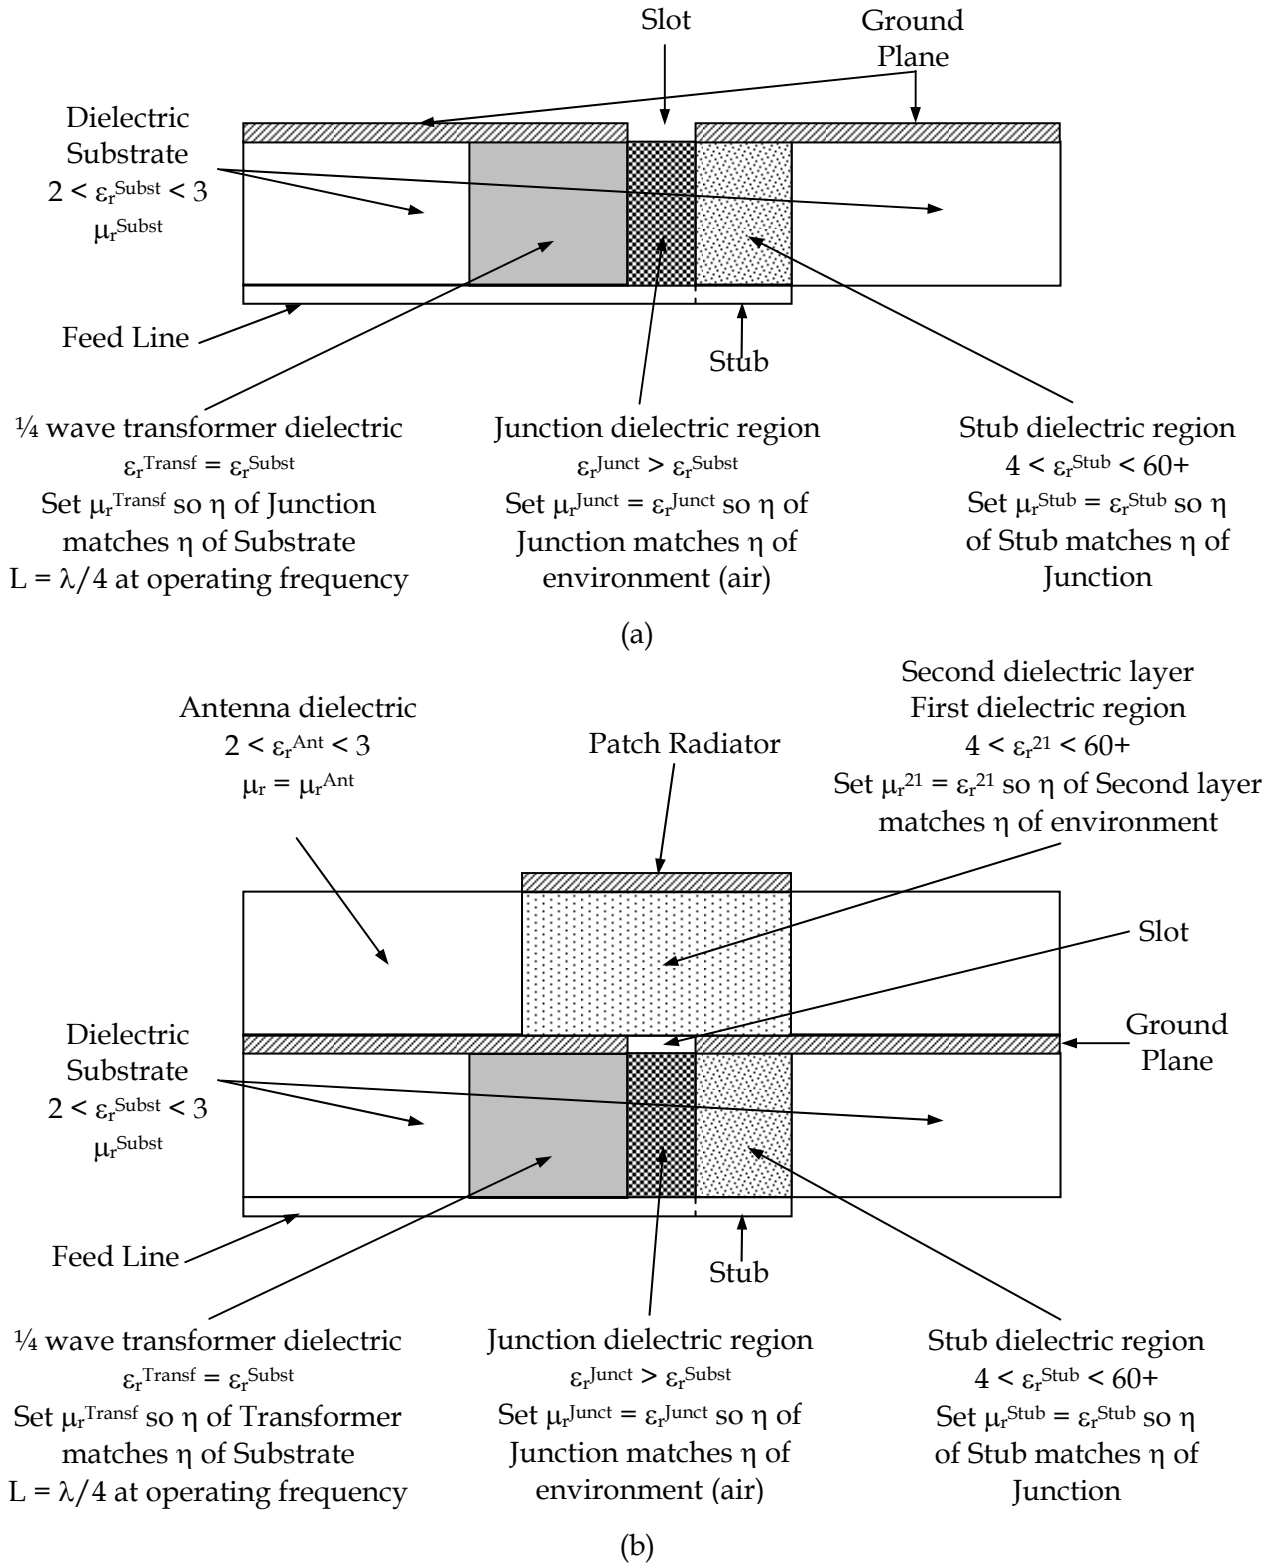 Slot
Ground
Plane
Dielectric
Substrate
2 < εᵣ^Subst < 3
μᵣ^Subst
Feed Line
Stub
¼ wave transformer dielectric
εᵣ^Transf = εᵣ^Subst
Set μᵣ^Transf so η of Junction
matches η of Substrate
L = λ/4 at operating frequency
Junction dielectric region
εᵣ^Junct > εᵣ^Subst
Set μᵣ^Junct = εᵣ^Junct so η of
Junction matches η of
environment (air)
Stub dielectric region
4 < εᵣ^Stub < 60+
Set μᵣ^Stub = εᵣ^Stub so η
of Stub matches η of
Junction
(a)
Antenna dielectric
2 < εᵣ^Ant < 3
μᵣ = μᵣ^Ant
Patch Radiator
Second dielectric layer
First dielectric region
4 < εᵣ^21 < 60+
Set μᵣ^21 = εᵣ^21 so η of Second layer
matches η of environment
Slot
Ground
Plane
Dielectric
Substrate
2 < εᵣ^Subst < 3
μᵣ^Subst
Feed Line
Stub
¼ wave transformer dielectric
εᵣ^Transf = εᵣ^Subst
Set μᵣ^Transf so η of Transformer
matches η of Substrate
L = λ/4 at operating frequency
Junction dielectric region
εᵣ^Junct > εᵣ^Subst
Set μᵣ^Junct = εᵣ^Junct so η of
Junction matches η of
environment (air)
Stub dielectric region
4 < εᵣ^Stub < 60+
Set μᵣ^Stub = εᵣ^Stub so η
of Stub matches η of
Junction
(b)